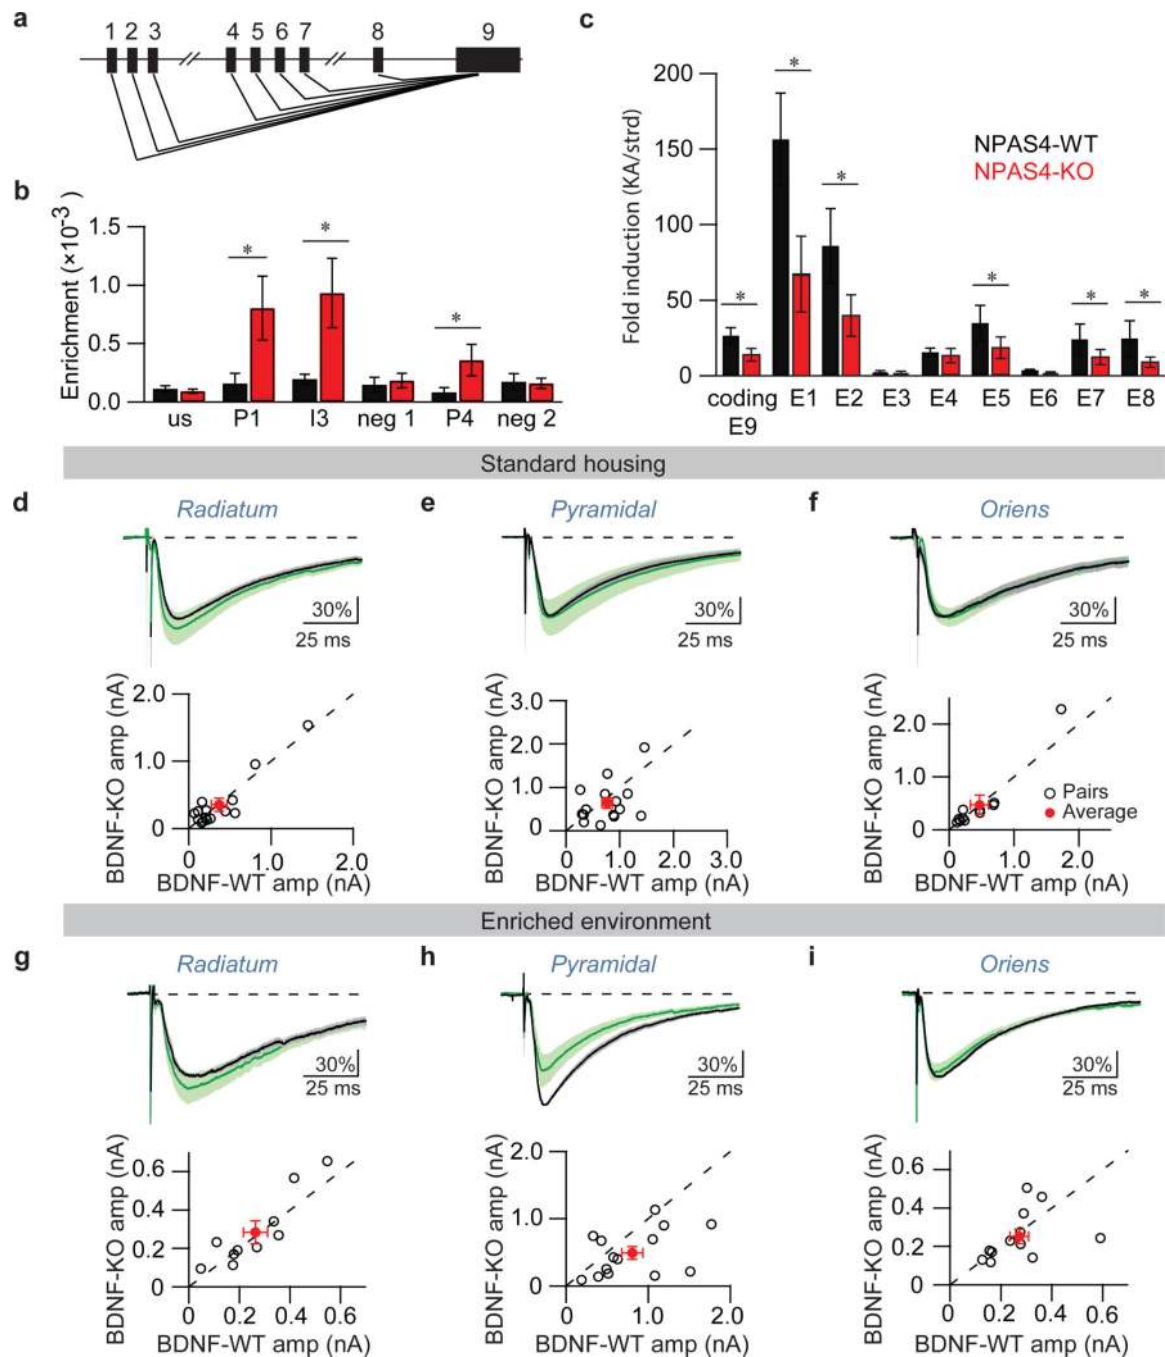 a
1 2 3 4 5 6 7 8 9
b
Enrichment (×10⁻³)
1.5
1.0
0.5
0.0
us P1 I3 neg 1 P4 neg 2
* * *
c
Fold induction (KA/strd)
200
150
100
50
0
NPAS4-WT
NPAS4-KO
* * * * * *
coding E1 E2 E3 E4 E5 E6 E7 E8
E9
Standard housing
d
Radiatum
30%
25 ms
BDNF-KO amp (nA)
2.0
1.0
0
0 1.0 2.0
BDNF-WT amp (nA)
e
Pyramidal
30%
25 ms
BDNF-KO amp (nA)
3.0
2.0
1.0
0
0 1.0 2.0 3.0
BDNF-WT amp (nA)
f
Oriens
30%
25 ms
BDNF-KO amp (nA)
2.0
1.0
0
Pairs
Average
0 1.0 2.0
BDNF-WT amp (nA)
Enriched environment
g
Radiatum
30%
25 ms
BDNF-KO amp (nA)
0.6
0.4
0.2
0
0 0.2 0.4 0.6
BDNF-WT amp (nA)
h
Pyramidal
30%
25 ms
BDNF-KO amp (nA)
2.0
1.0
0
0 1.0 2.0
BDNF-WT amp (nA)
i
Oriens
30%
25 ms
BDNF-KO amp (nA)
0.6
0.4
0.2
0
0 0.2 0.4 0.6
BDNF-WT amp (nA)